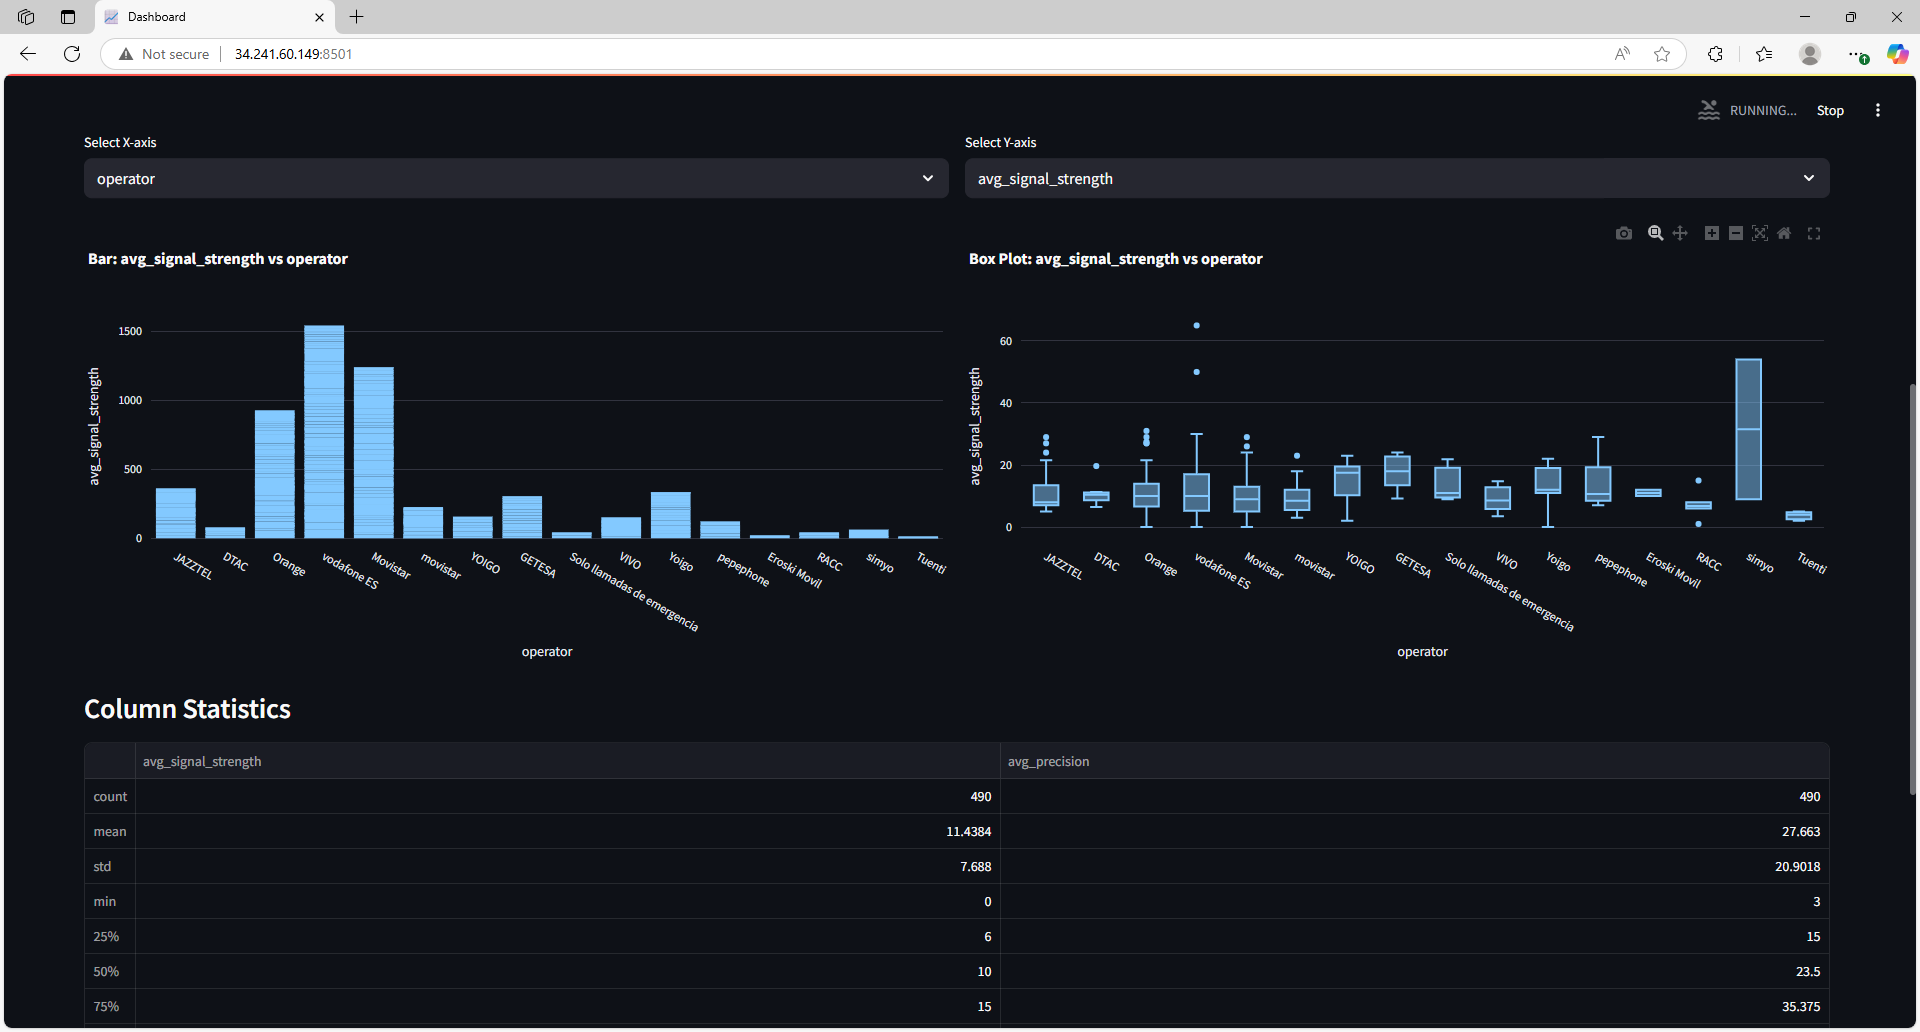 Dashboard
Not secure
34.241.60.149:8501
RUNNING...
Stop
Select X-axis
Select Y-axis
operator
avg_signal_strength
Bar: avg_signal_strength vs operator
Box Plot: avg_signal_strength vs operator
1500
1000
500
0
avg_signal_strength
JAZZTEL
DTAC
Orange
vodafone ES
Movistar
movistar
YOIGO
GETESA
Solo llamadas de emergencia
VIVO
Yoigo
pepephone
Eroski Movil
RACC
simyo
Tuenti
operator
60
40
20
0
avg_signal_strength
JAZZTEL
DTAC
Orange
vodafone ES
Movistar
movistar
YOIGO
GETESA
Solo llamadas de emergencia
VIVO
Yoigo
pepephone
Eroski Movil
RACC
simyo
Tuenti
operator
Column Statistics
avg_signal_strength avg_precision
count 490 490
mean 11.4384 27.663
std 7.688 20.9018
min 0 3
25% 6 15
50% 10 23.5
75% 15 35.375